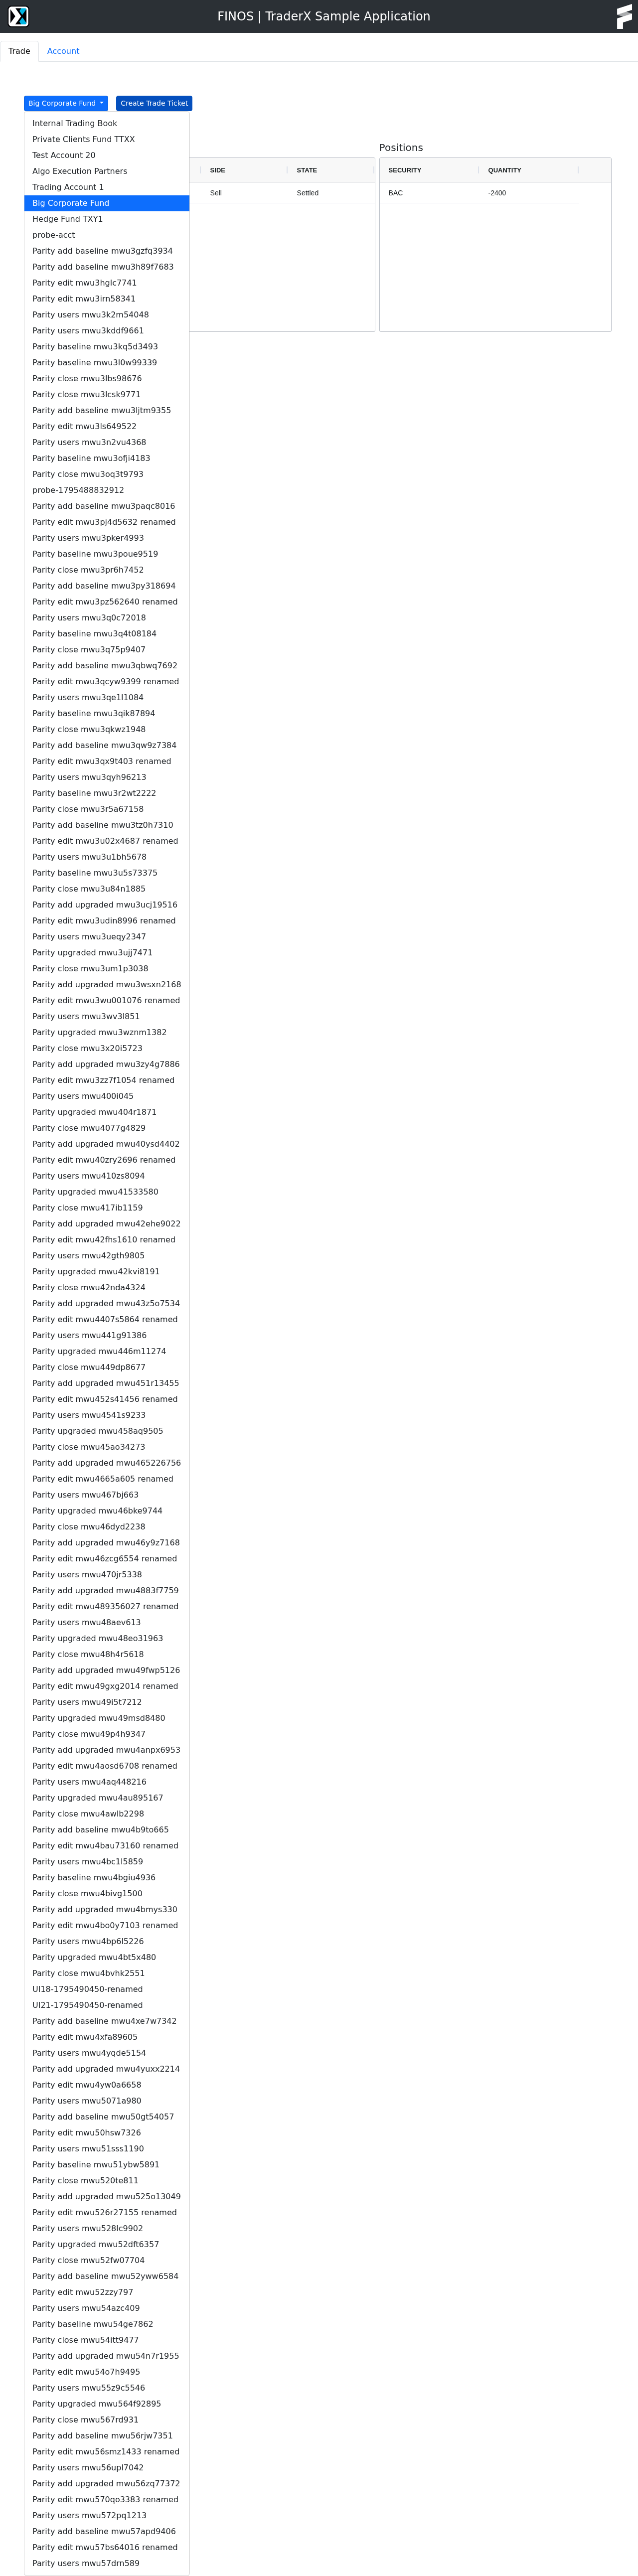 FINOS | TraderX Sample Application
Trade Account
Big Corporate Fund Create Trade Ticket
Internal Trading Book
Private Clients Fund TTXX
Positions
Test Account 20
Algo Execution Partners
SIDE STATE SECURITY QUANTITY
Trading Account 1
Sell Settled BAC -2400
Big Corporate Fund
Hedge Fund TXY1
probe-acct
Parity add baseline mwu3gzfq3934
Parity add baseline mwu3h89f7683
Parity edit mwu3hglc7741
Parity edit mwu3irn58341
Parity users mwu3k2m54048
Parity users mwu3kddf9661
Parity baseline mwu3kq5d3493
Parity baseline mwu3l0w99339
Parity close mwu3lbs98676
Parity close mwu3lcsk9771
Parity add baseline mwu3ljtm9355
Parity edit mwu3ls649522
Parity users mwu3n2vu4368
Parity baseline mwu3ofji4183
Parity close mwu3oq3t9793
probe-1795488832912
Parity add baseline mwu3paqc8016
Parity edit mwu3pj4d5632 renamed
Parity users mwu3pker4993
Parity baseline mwu3poue9519
Parity close mwu3pr6h7452
Parity add baseline mwu3py318694
Parity edit mwu3pz562640 renamed
Parity users mwu3q0c72018
Parity baseline mwu3q4t08184
Parity close mwu3q75p9407
Parity add baseline mwu3qbwq7692
Parity edit mwu3qcyw9399 renamed
Parity users mwu3qe1l1084
Parity baseline mwu3qik87894
Parity close mwu3qkwz1948
Parity add baseline mwu3qw9z7384
Parity edit mwu3qx9t403 renamed
Parity users mwu3qyh96213
Parity baseline mwu3r2wt2222
Parity close mwu3r5a67158
Parity add baseline mwu3tz0h7310
Parity edit mwu3u02x4687 renamed
Parity users mwu3u1bh5678
Parity baseline mwu3u5s73375
Parity close mwu3u84n1885
Parity add upgraded mwu3ucj19516
Parity edit mwu3udin8996 renamed
Parity users mwu3ueqy2347
Parity upgraded mwu3ujj7471
Parity close mwu3um1p3038
Parity add upgraded mwu3wsxn2168
Parity edit mwu3wu001076 renamed
Parity users mwu3wv3l851
Parity upgraded mwu3wznm1382
Parity close mwu3x20i5723
Parity add upgraded mwu3zy4g7886
Parity edit mwu3zz7f1054 renamed
Parity users mwu400i045
Parity upgraded mwu404r1871
Parity close mwu4077g4829
Parity add upgraded mwu40ysd4402
Parity edit mwu40zry2696 renamed
Parity users mwu410zs8094
Parity upgraded mwu41533580
Parity close mwu417ib1159
Parity add upgraded mwu42ehe9022
Parity edit mwu42fhs1610 renamed
Parity users mwu42gth9805
Parity upgraded mwu42kvi8191
Parity close mwu42nda4324
Parity add upgraded mwu43z5o7534
Parity edit mwu4407s5864 renamed
Parity users mwu441g91386
Parity upgraded mwu446m11274
Parity close mwu449dp8677
Parity add upgraded mwu451r13455
Parity edit mwu452s41456 renamed
Parity users mwu4541s9233
Parity upgraded mwu458aq9505
Parity close mwu45ao34273
Parity add upgraded mwu465226756
Parity edit mwu4665a605 renamed
Parity users mwu467bj663
Parity upgraded mwu46bke9744
Parity close mwu46dyd2238
Parity add upgraded mwu46y9z7168
Parity edit mwu46zcg6554 renamed
Parity users mwu470jr5338
Parity add upgraded mwu4883f7759
Parity edit mwu489356027 renamed
Parity users mwu48aev613
Parity upgraded mwu48eo31963
Parity close mwu48h4r5618
Parity add upgraded mwu49fwp5126
Parity edit mwu49gxg2014 renamed
Parity users mwu49i5t7212
Parity upgraded mwu49msd8480
Parity close mwu49p4h9347
Parity add upgraded mwu4anpx6953
Parity edit mwu4aosd6708 renamed
Parity users mwu4aq448216
Parity upgraded mwu4au895167
Parity close mwu4awlb2298
Parity add baseline mwu4b9to665
Parity edit mwu4bau73160 renamed
Parity users mwu4bc1l5859
Parity baseline mwu4bgiu4936
Parity close mwu4bivg1500
Parity add upgraded mwu4bmys330
Parity edit mwu4bo0y7103 renamed
Parity users mwu4bp6l5226
Parity upgraded mwu4bt5x480
Parity close mwu4bvhk2551
UI18-1795490450-renamed
UI21-1795490450-renamed
Parity add baseline mwu4xe7w7342
Parity edit mwu4xfa89605
Parity users mwu4yqde5154
Parity add upgraded mwu4yuxx2214
Parity edit mwu4yw0a6658
Parity users mwu5071a980
Parity add baseline mwu50gt54057
Parity edit mwu50hsw7326
Parity users mwu51sss1190
Parity baseline mwu51ybw5891
Parity close mwu520te811
Parity add upgraded mwu525o13049
Parity edit mwu526r27155 renamed
Parity users mwu528lc9902
Parity upgraded mwu52dft6357
Parity close mwu52fw07704
Parity add baseline mwu52yww6584
Parity edit mwu52zzy797
Parity users mwu54azc409
Parity baseline mwu54ge7862
Parity close mwu54itt9477
Parity add upgraded mwu54n7r1955
Parity edit mwu54o7h9495
Parity users mwu55z9c5546
Parity upgraded mwu564f92895
Parity close mwu567rd931
Parity add baseline mwu56rjw7351
Parity edit mwu56smz1433 renamed
Parity users mwu56upl7042
Parity add upgraded mwu56zq77372
Parity edit mwu570qo3383 renamed
Parity users mwu572pq1213
Parity add baseline mwu57apd9406
Parity edit mwu57bs64016 renamed
Parity users mwu57drn589